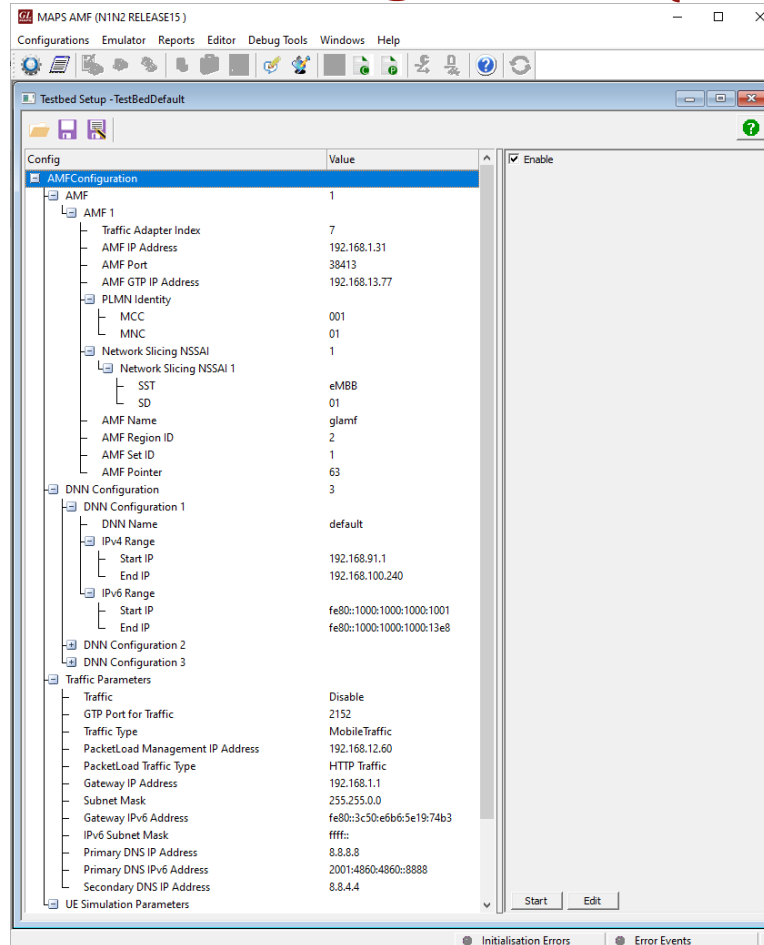 GL MAPS AMF (N1N2 RELEASE15 )
Configurations Emulator Reports Editor Debug Tools Windows Help
Testbed Setup -TestBedDefault
Config Value
Enable
AMFConfiguration
AMF 1
AMF 1
Traffic Adapter Index 7
AMF IP Address 192.168.1.31
AMF Port 38413
AMF GTP IP Address 192.168.13.77
PLMN Identity
MCC 001
MNC 01
Network Slicing NSSAI 1
Network Slicing NSSAI 1
SST eMBB
SD 01
AMF Name glamf
AMF Region ID 2
AMF Set ID 1
AMF Pointer 63
DNN Configuration 3
DNN Configuration 1
DNN Name default
IPv4 Range
Start IP 192.168.91.1
End IP 192.168.100.240
IPv6 Range
Start IP fe80::1000:1000:1000:1001
End IP fe80::1000:1000:1000:13e8
DNN Configuration 2
DNN Configuration 3
Traffic Parameters
Traffic Disable
GTP Port for Traffic 2152
Traffic Type MobileTraffic
PacketLoad Management IP Address 192.168.12.60
PacketLoad Traffic Type HTTP Traffic
Gateway IP Address 192.168.1.1
Subnet Mask 255.255.0.0
Gateway IPv6 Address fe80::3c50:e6b6:5e19:74b3
IPv6 Subnet Mask ffff::
Primary DNS IP Address 8.8.8.8
Primary DNS IPv6 Address 2001:4860:4860::8888
Secondary DNS IP Address 8.8.4.4
UE Simulation Parameters
Start Edit
Initialisation Errors Error Events